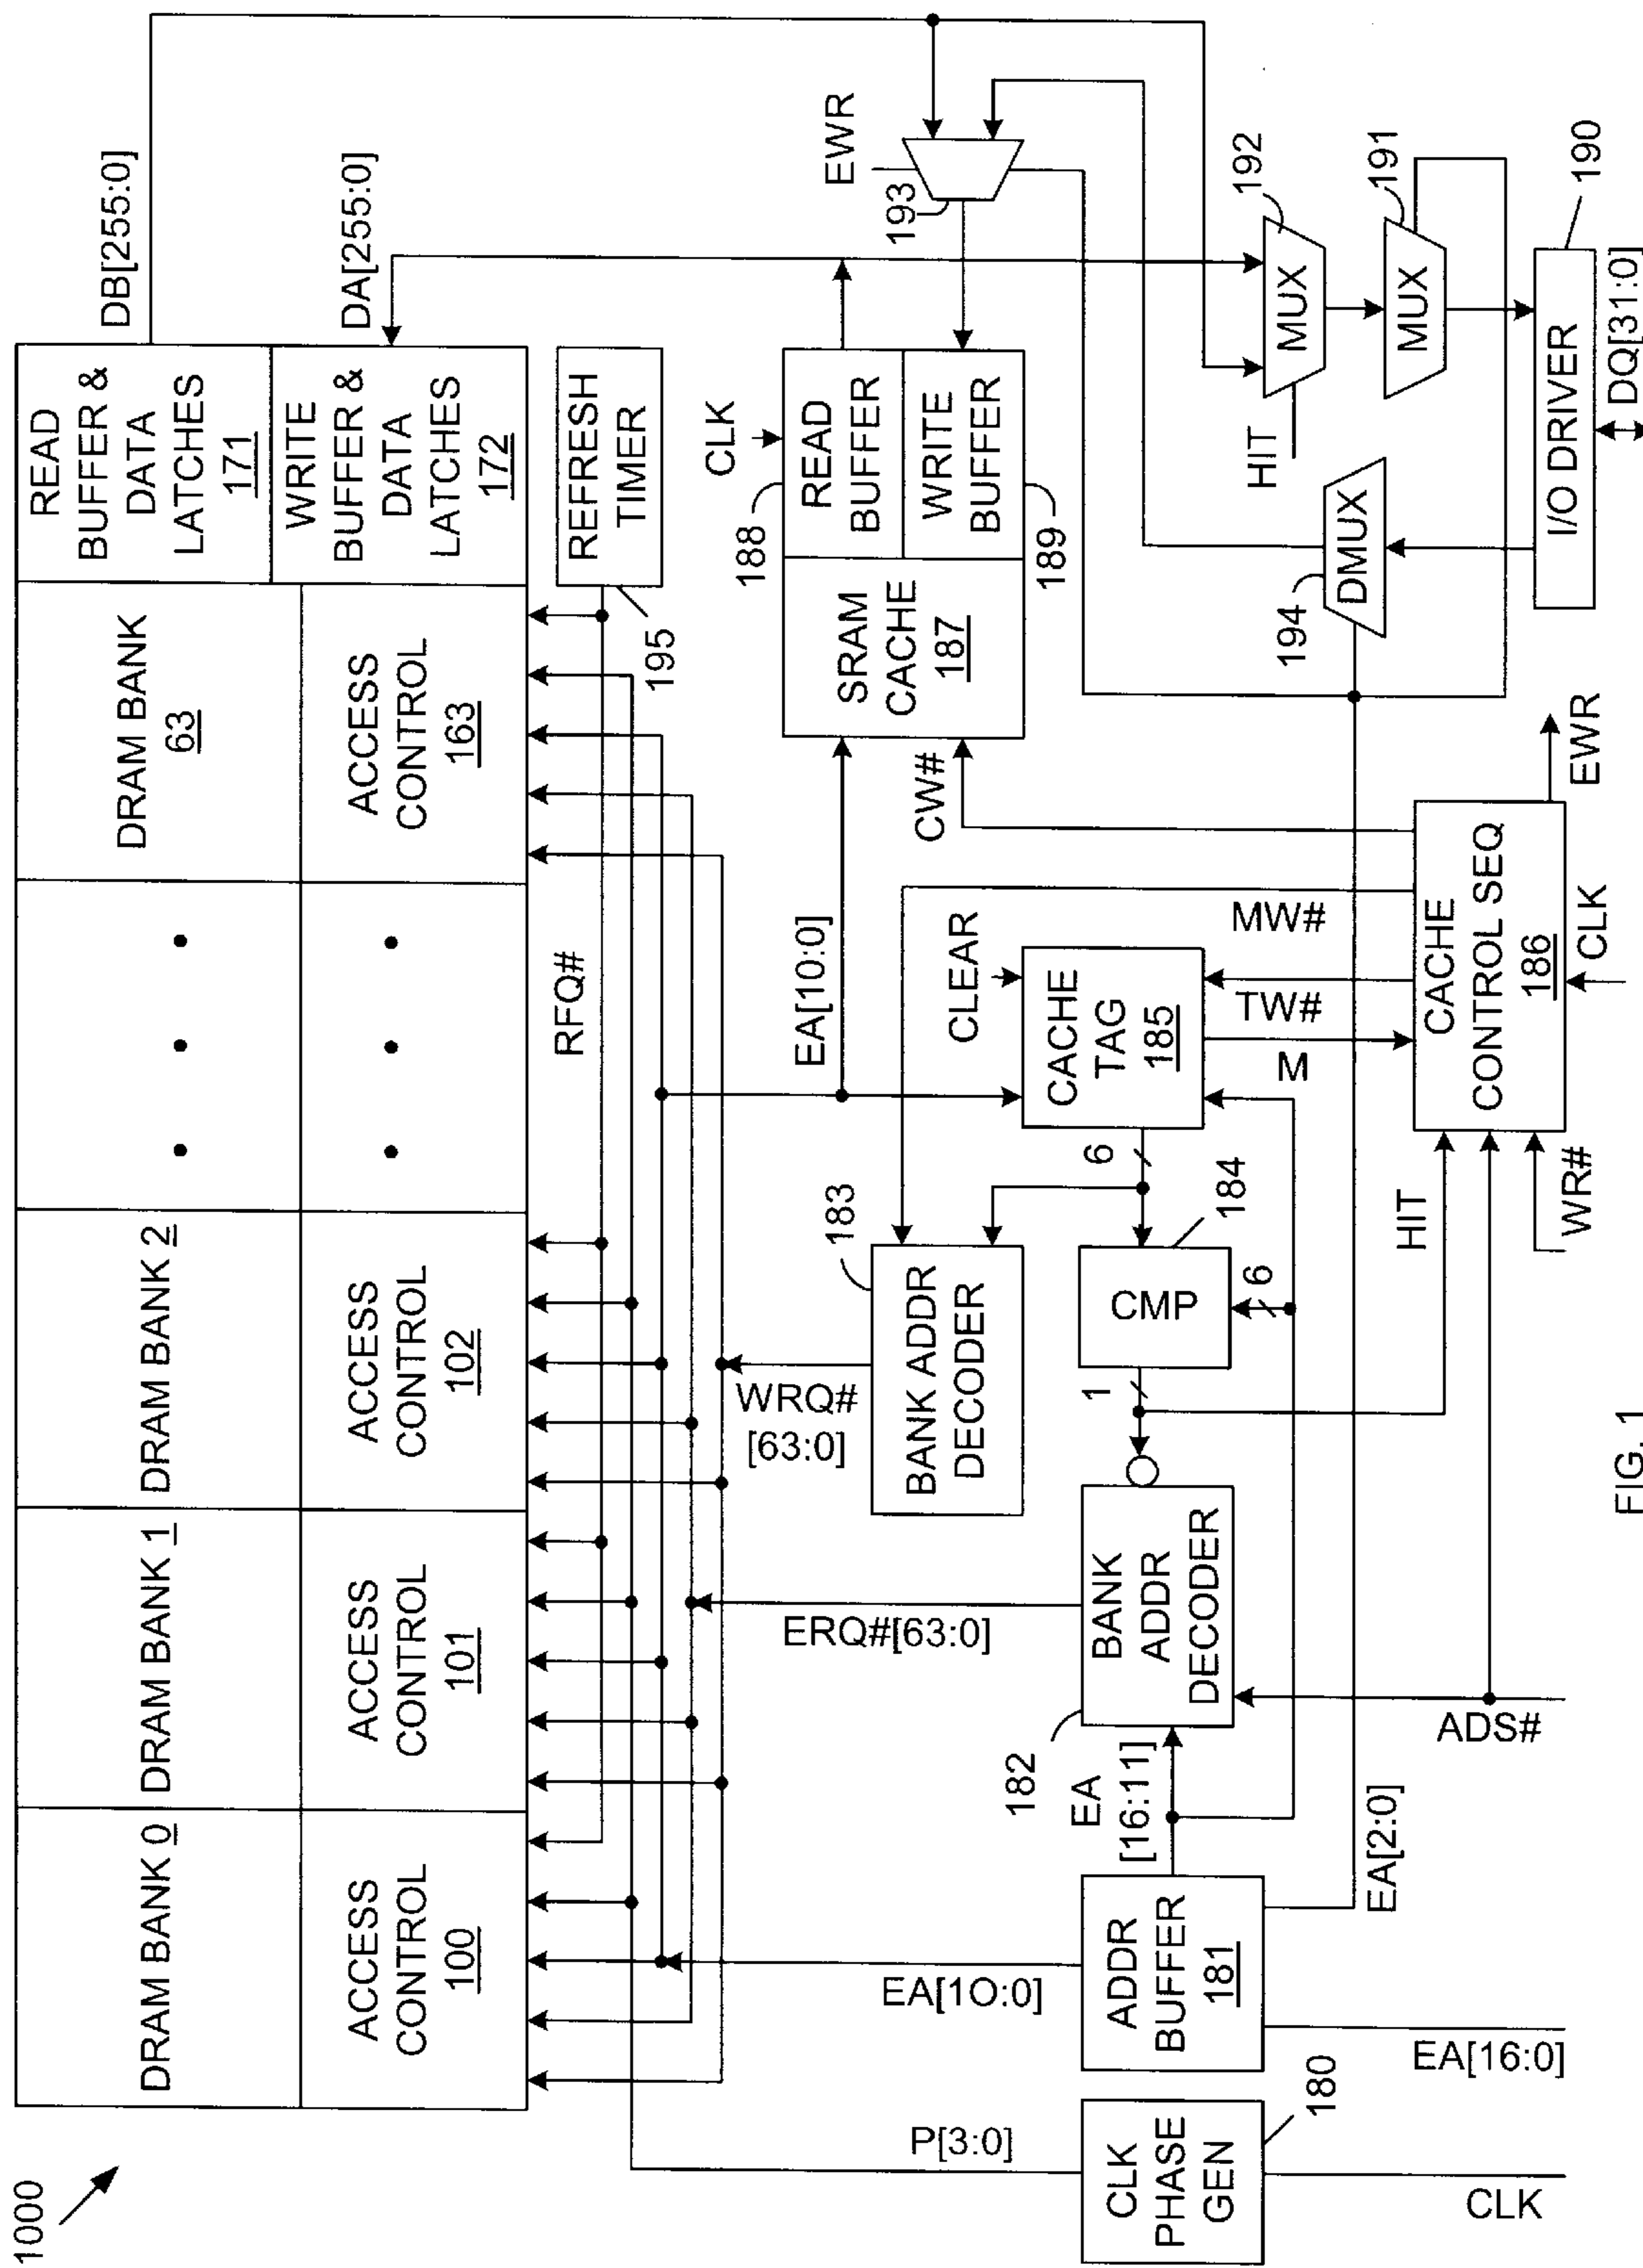 1000
DRAM BANK 0
DRAM BANK 1
DRAM BANK 2
DRAM BANK
63
READ
BUFFER &
DATA
LATCHES
171
ACCESS
CONTROL
100
ACCESS
CONTROL
101
ACCESS
CONTROL
102
ACCESS
CONTROL
163
WRITE
BUFFER &
DATA
LATCHES
172
DB[255:0]
DA[255:0]
RFQ#
REFRESH
TIMER
195
P[3:0]
EA[1O:0]
ERQ#[63:0]
WRQ#
[63:0]
EA[10:0]
CLK
188
READ
BUFFER
SRAM
CACHE
187
WRITE
BUFFER
189
EWR
193
183
BANK ADDR
DECODER
CLEAR
CACHE
TAG
185
CW#
MW#
TW#
M
6
CMP
184
6
1
182
BANK
ADDR
DECODER
EA
[16:11]
CLK
PHASE
GEN
180
CLK
ADDR
BUFFER
181
EA[16:0]
EA[2:0]
ADS#
HIT
WR#
CACHE
CONTROL SEQ
186
CLK
EWR
HIT
MUX
192
MUX
191
194
DMUX
I/O DRIVER
190
DQ[31:0]
FIG. 1